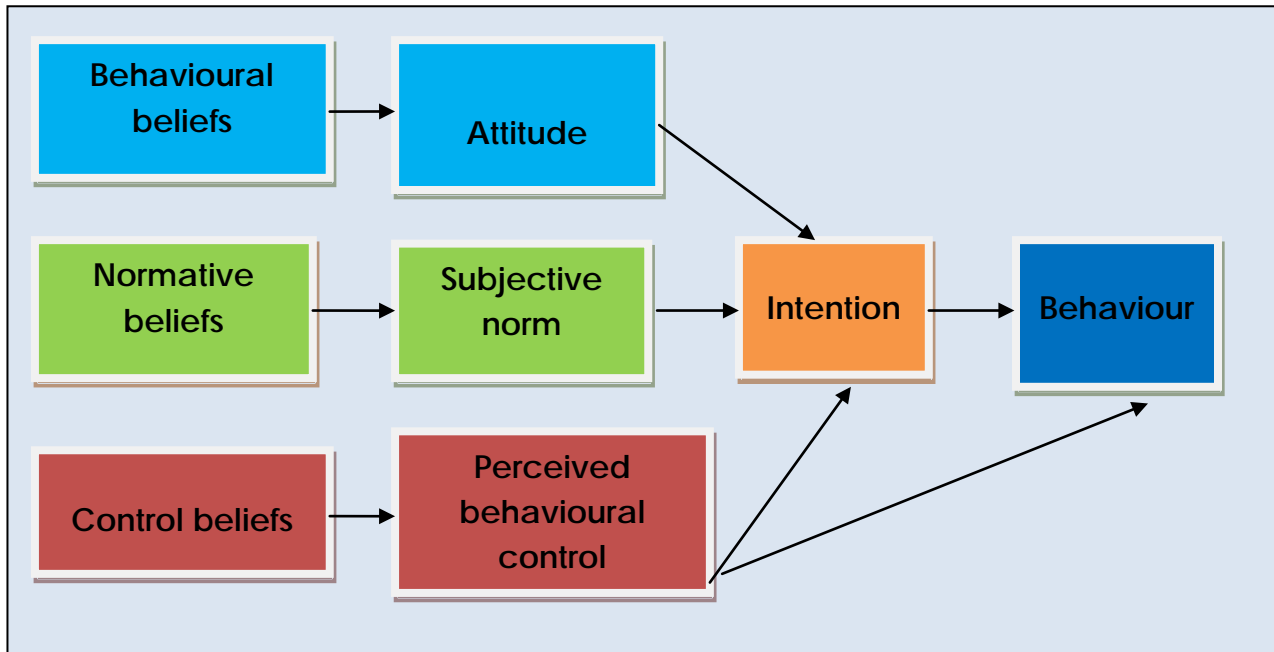 Behavioural
beliefs
Attitude
Normative
beliefs
Subjective
norm
Intention
Behaviour
Control beliefs
Perceived
behavioural
control